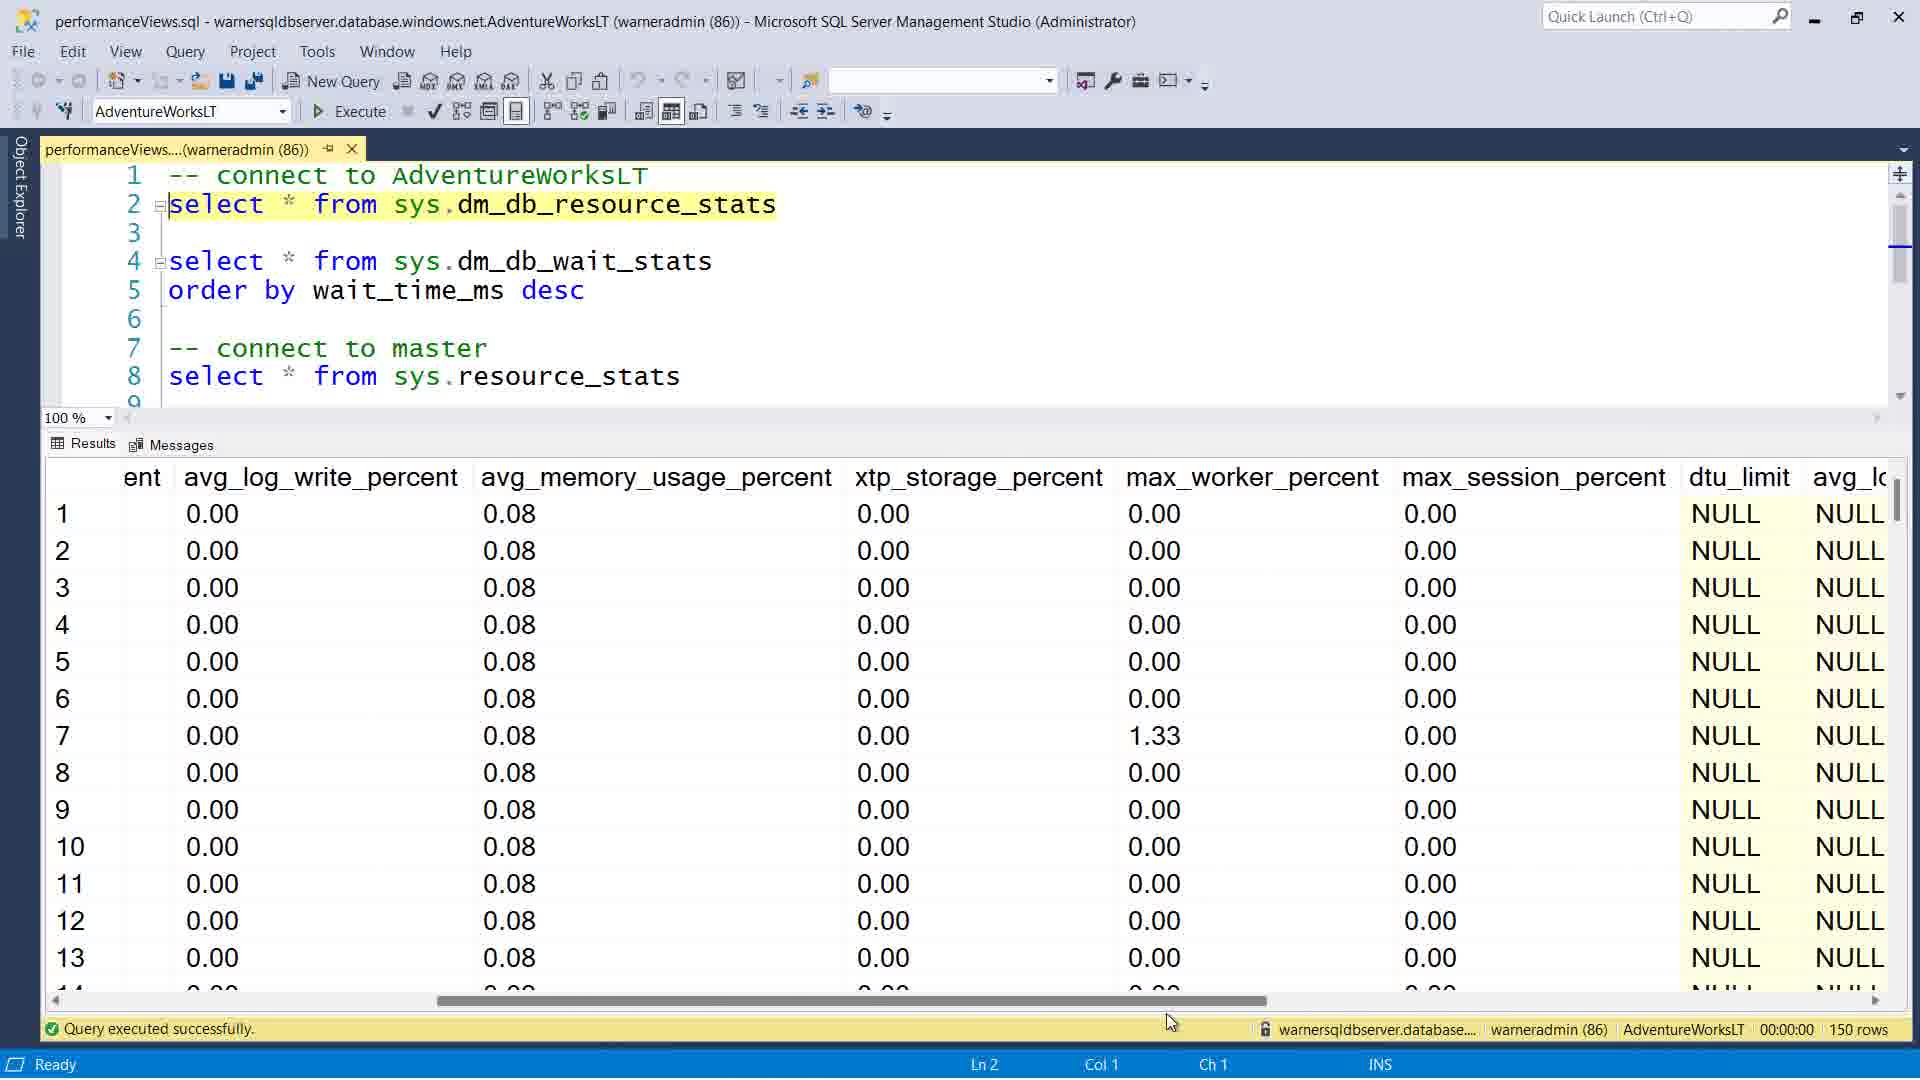 performanceViews.sql - warnersqldbserver.database.windows.net.AdventureWorksLT (warneradmin (86)) - Microsoft SQL Server Management Studio (Administrator)
Quick Launch (Ctrl+Q)
File Edit View Query Project Tools Window Help
New Query
AdventureWorksLT
Execute
Object Explorer
performanceViews....(warneradmin (86))
1 -- connect to AdventureWorksLT
2 select * from sys.dm_db_resource_stats
3
4 select * from sys.dm_db_wait_stats
5 order by wait_time_ms desc
6
7 -- connect to master
8 select * from sys.resource_stats
9
100 %
Results Messages
ent avg_log_write_percent avg_memory_usage_percent xtp_storage_percent max_worker_percent max_session_percent dtu_limit
1 0.00 0.08 0.00 0.00 0.00 NULL NULL
2 0.00 0.08 0.00 0.00 0.00 NULL NULL
3 0.00 0.08 0.00 0.00 0.00 NULL NULL
4 0.00 0.08 0.00 0.00 0.00 NULL NULL
5 0.00 0.08 0.00 0.00 0.00 NULL NULL
6 0.00 0.08 0.00 0.00 0.00 NULL NULL
7 0.00 0.08 0.00 1.33 0.00 NULL NULL
8 0.00 0.08 0.00 0.00 0.00 NULL NULL
9 0.00 0.08 0.00 0.00 0.00 NULL NULL
10 0.00 0.08 0.00 0.00 0.00 NULL NULL
11 0.00 0.08 0.00 0.00 0.00 NULL NULL
12 0.00 0.08 0.00 0.00 0.00 NULL NULL
13 0.00 0.08 0.00 0.00 0.00 NULL NULL
Query executed successfully. warnersqldbserver.database.... warneradmin (86) AdventureWorksLT 00:00:00 150 rows
Ready Ln 2 Col 1 Ch 1 INS